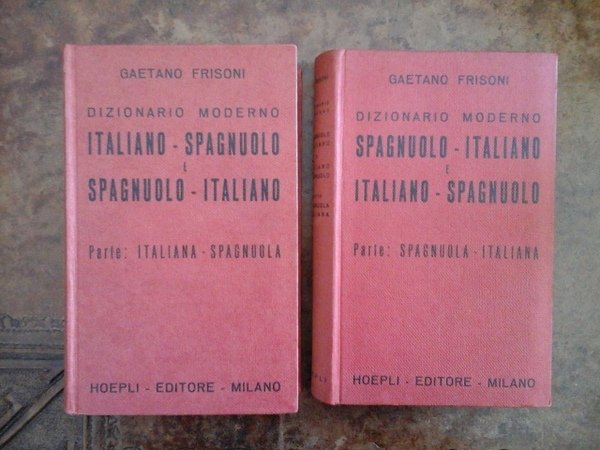 GAETANO FRISONI
DIZIONARIO MODERNO
ITALIANO - SPAGNUOLO
E
SPAGNUOLO - ITALIANO
Parte: ITALIANA - SPAGNUOLA
HOEPLI - EDITORE - MILANO
GAETANO FRISONI
DIZIONARIO MODERNO
SPAGNUOLO - ITALIANO
E
ITALIANO - SPAGNUOLO
Parte: SPAGNUOLA - ITALIANA
HOEPLI - EDITORE - MILANO